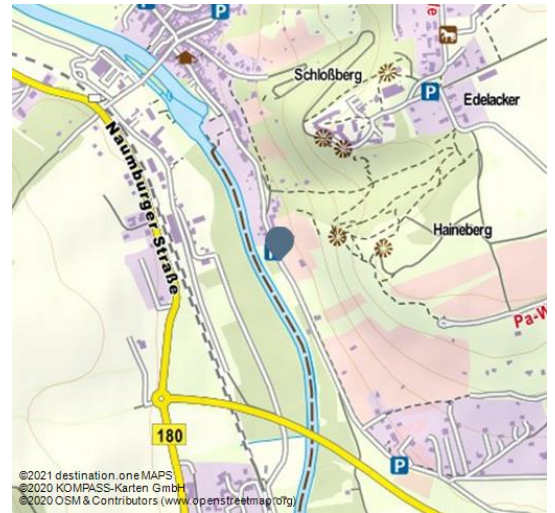 P
P
Schloßberg
P
Edelacker
Naumburger Straße
Haineberg
P
Pa-W
180
P
©2021 destination.one MAPS
©2020 KOMPASS-Karten GmbH
©2020 OSM & Contributors (www.openstreetmap.org)